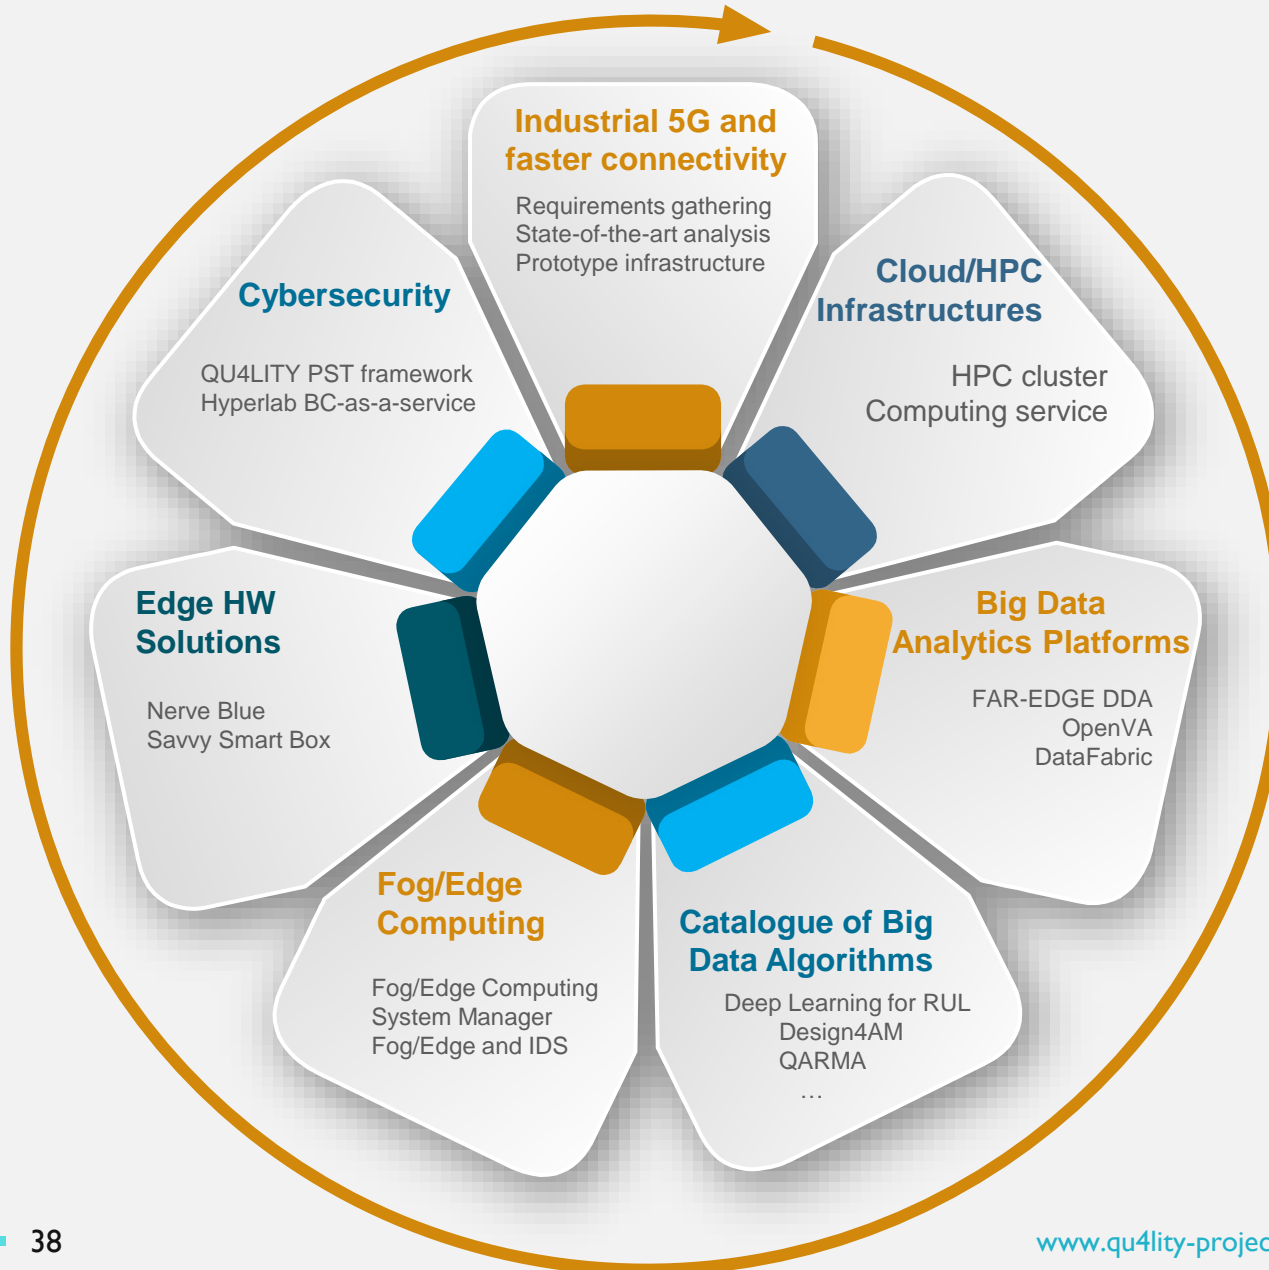 Industrial 5G and
faster connectivity
Requirements gathering
State-of-the-art analysis
Prototype infrastructure
Cloud/HPC
Infrastructures
HPC cluster
Computing service
Big Data
Analytics Platforms
FAR-EDGE DDA
OpenVA
DataFabric
Catalogue of Big
Data Algorithms
Deep Learning for RUL
Design4AM
QARMA
…
Fog/Edge
Computing
Fog/Edge Computing
System Manager
Fog/Edge and IDS
Edge HW
Solutions
Nerve Blue
Savvy Smart Box
Cybersecurity
QU4LITY PST framework
Hyperlab BC-as-a-service
38
www.qu4lity-projec